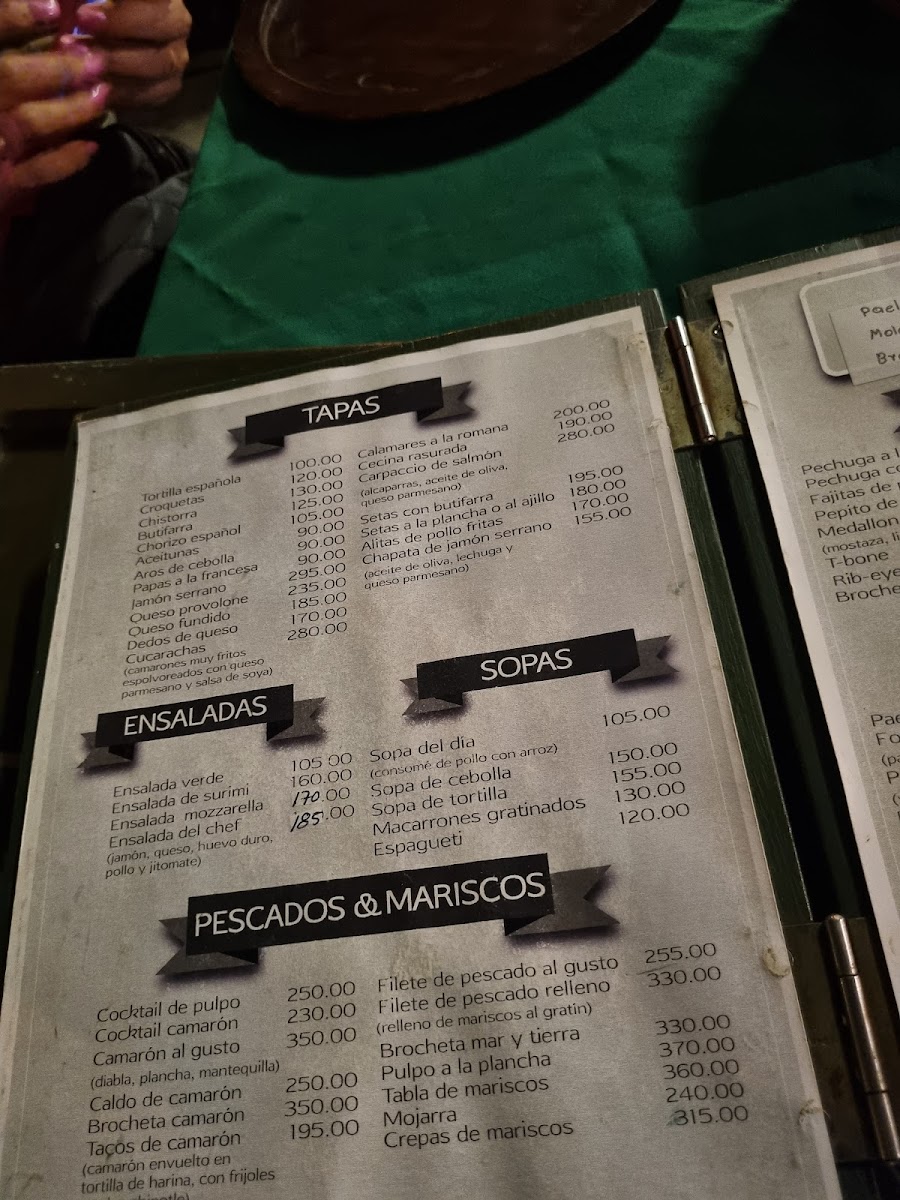 TAPAS
Tortilla española 100.00
Croquetas 120.00
Chistorra 130.00
Butifarra 125.00
Chorizo español 105.00
Aceitunas 90.00
Aros de cebolla 90.00
Papas a la francesa 90.00
Jamón serrano 295.00
Queso provolone 235.00
Queso fundido 185.00
Dedos de queso 170.00
Cucarachas 280.00
(camarones muy fritos
espolvoreados con queso
parmesano y salsa de soya)
Calamares a la romana 200.00
Cecina rasurada 190.00
Carpaccio de salmón 280.00
(alcaparras, aceite de oliva,
queso parmesano)
Setas con butifarra 195.00
Setas a la plancha o al ajillo 180.00
Alitas de pollo fritas 170.00
Chapata de jamón serrano 155.00
(aceite de oliva, lechuga y
queso parmesano)
ENSALADAS
Ensalada verde 105.00
Ensalada de surimi 160.00
Ensalada mozzarella 170.00
Ensalada del chef 185.00
(jamón, queso, huevo duro,
pollo y jitomate)
SOPAS
Sopa del día 105.00
(consomé de pollo con arroz)
Sopa de cebolla 150.00
Sopa de tortilla 155.00
Macarrones gratinados 130.00
Espagueti 120.00
PESCADOS & MARISCOS
Cocktail de pulpo 250.00
Cocktail camarón 230.00
Camarón al gusto 350.00
(diabla, plancha, mantequilla)
Caldo de camarón 250.00
Brocheta camarón 350.00
Tacos de camarón 195.00
(camarón envuelto en
tortilla de harina, con frijoles
Filete de pescado al gusto 255.00
Filete de pescado relleno 330.00
(relleno de mariscos al gratin)
Brocheta mar y tierra 330.00
Pulpo a la plancha 370.00
Tabla de mariscos 360.00
Mojarra 240.00
Crepas de mariscos 315.00
Pechuga a
Pechuga
Fajitas de
Pepito de
Medallon
(mostaza,
T-bone
Rib-eye